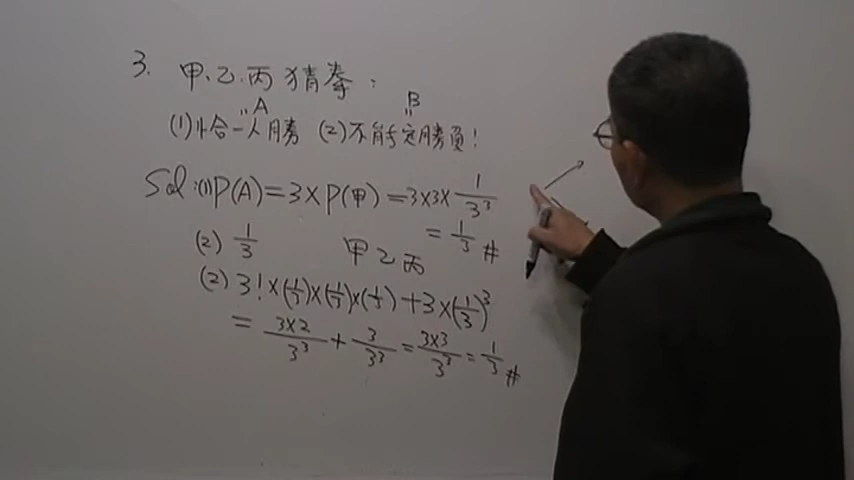 3. 甲、乙、丙猜拳：
"A
B"
(1)恰一人勝 (2)不能定勝負！
Sol:(1)P(A)=3×P(甲)=3×3×1/3³
=1/3 #
(2) 1/3
甲乙丙
(2) 3!×(1/3)×(1/3)×(1/3)+3×(1/3)³
= 3×2/3³ + 3/3³ = 3×3/3³ = 1/3 #